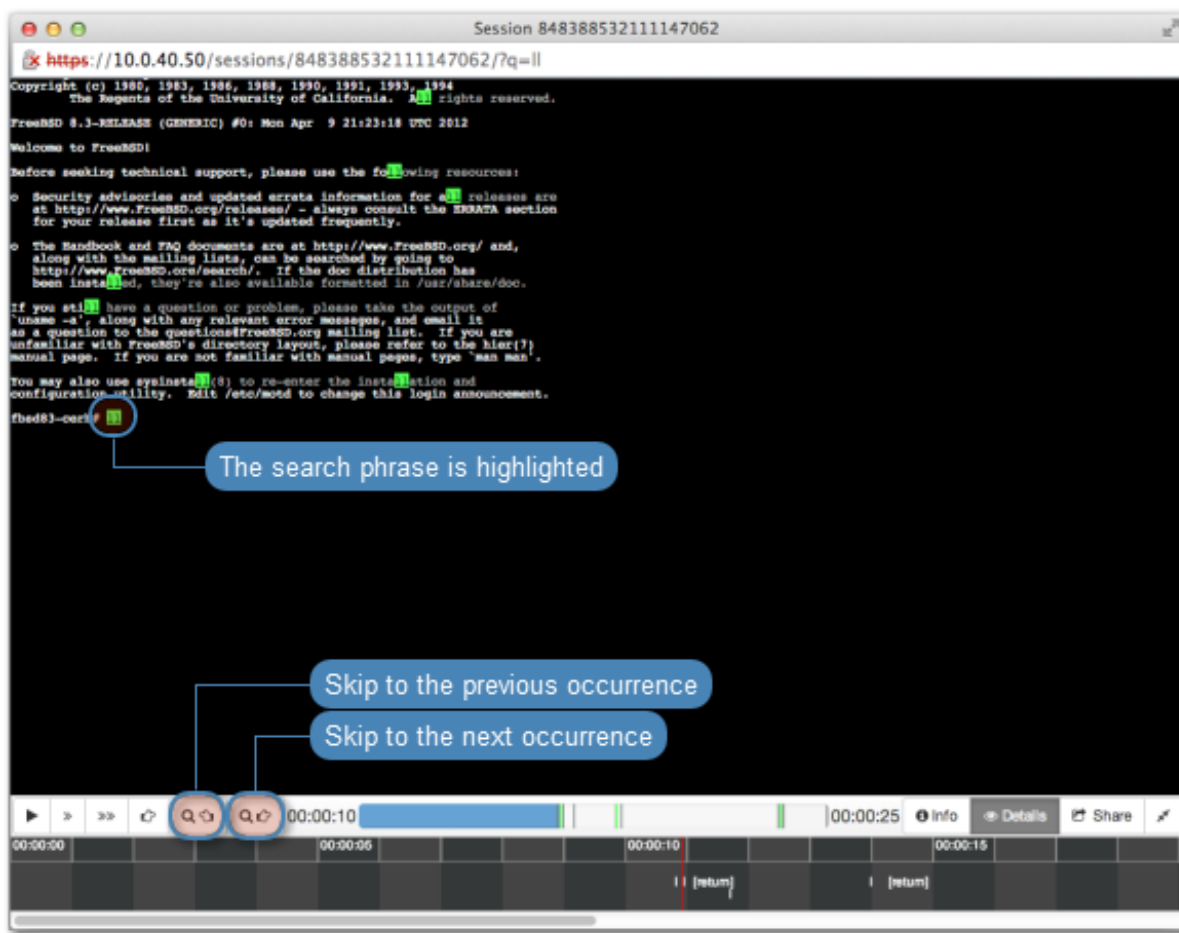 Session 848388532111147062
https://10.0.40.50/sessions/848388532111147062/?q=ll
Copyright (c) 1980, 1983, 1986, 1988, 1990, 1991, 1993, 1994
The Regents of the University of California. All rights reserved.
FreeBSD 8.3-RELEASE (GENERIC) #0: Mon Apr 9 21:23:18 UTC 2012
Welcome to FreeBSD!
Before seeking technical support, please use the following resources:
o Security advisories and updated errata information for all releases are
at http://www.FreeBSD.org/releases/ - always consult the ERRATA section
for your release first as it's updated frequently.
o The Handbook and FAQ documents are at http://www.FreeBSD.org/ and,
along with the mailing lists, can be searched by going to
http://www.FreeBSD.org/search/. If the doc distribution has
been installed, they're also available formatted in /usr/share/doc.
If you still have a question or problem, please take the output of
`uname -a', along with any relevant error messages, and email it
as a question to the questions@FreeBSD.org mailing list. If you are
unfamiliar with FreeBSD's directory layout, please refer to the hier(7)
manual page. If you are not familiar with manual pages, type `man man'.
You may also use sysinstall(8) to re-enter the installation and
configuration utility. Edit /etc/motd to change this login announcement.
# ll
The search phrase is highlighted
Skip to the previous occurrence
Skip to the next occurrence
00:00:10 00:00:25 Info Details Share
00:00:00 00:00:05 00:00:10 00:00:15
l l [return] l [return]